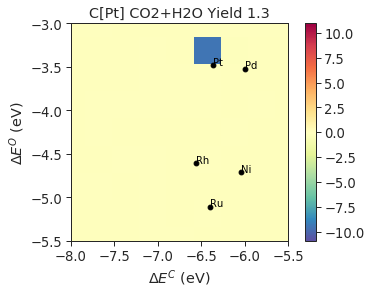 C[Pt] CO2+H2O Yield 1.3
−3.0
−3.5
−4.0
−4.5
−5.0
−5.5
ΔE^O (eV)
Pt
Pd
Rh
Ni
Ru
−8.0 −7.5 −7.0 −6.5 −6.0 −5.5
ΔE^C (eV)
10.0
7.5
5.0
2.5
0.0
−2.5
−5.0
−7.5
−10.0